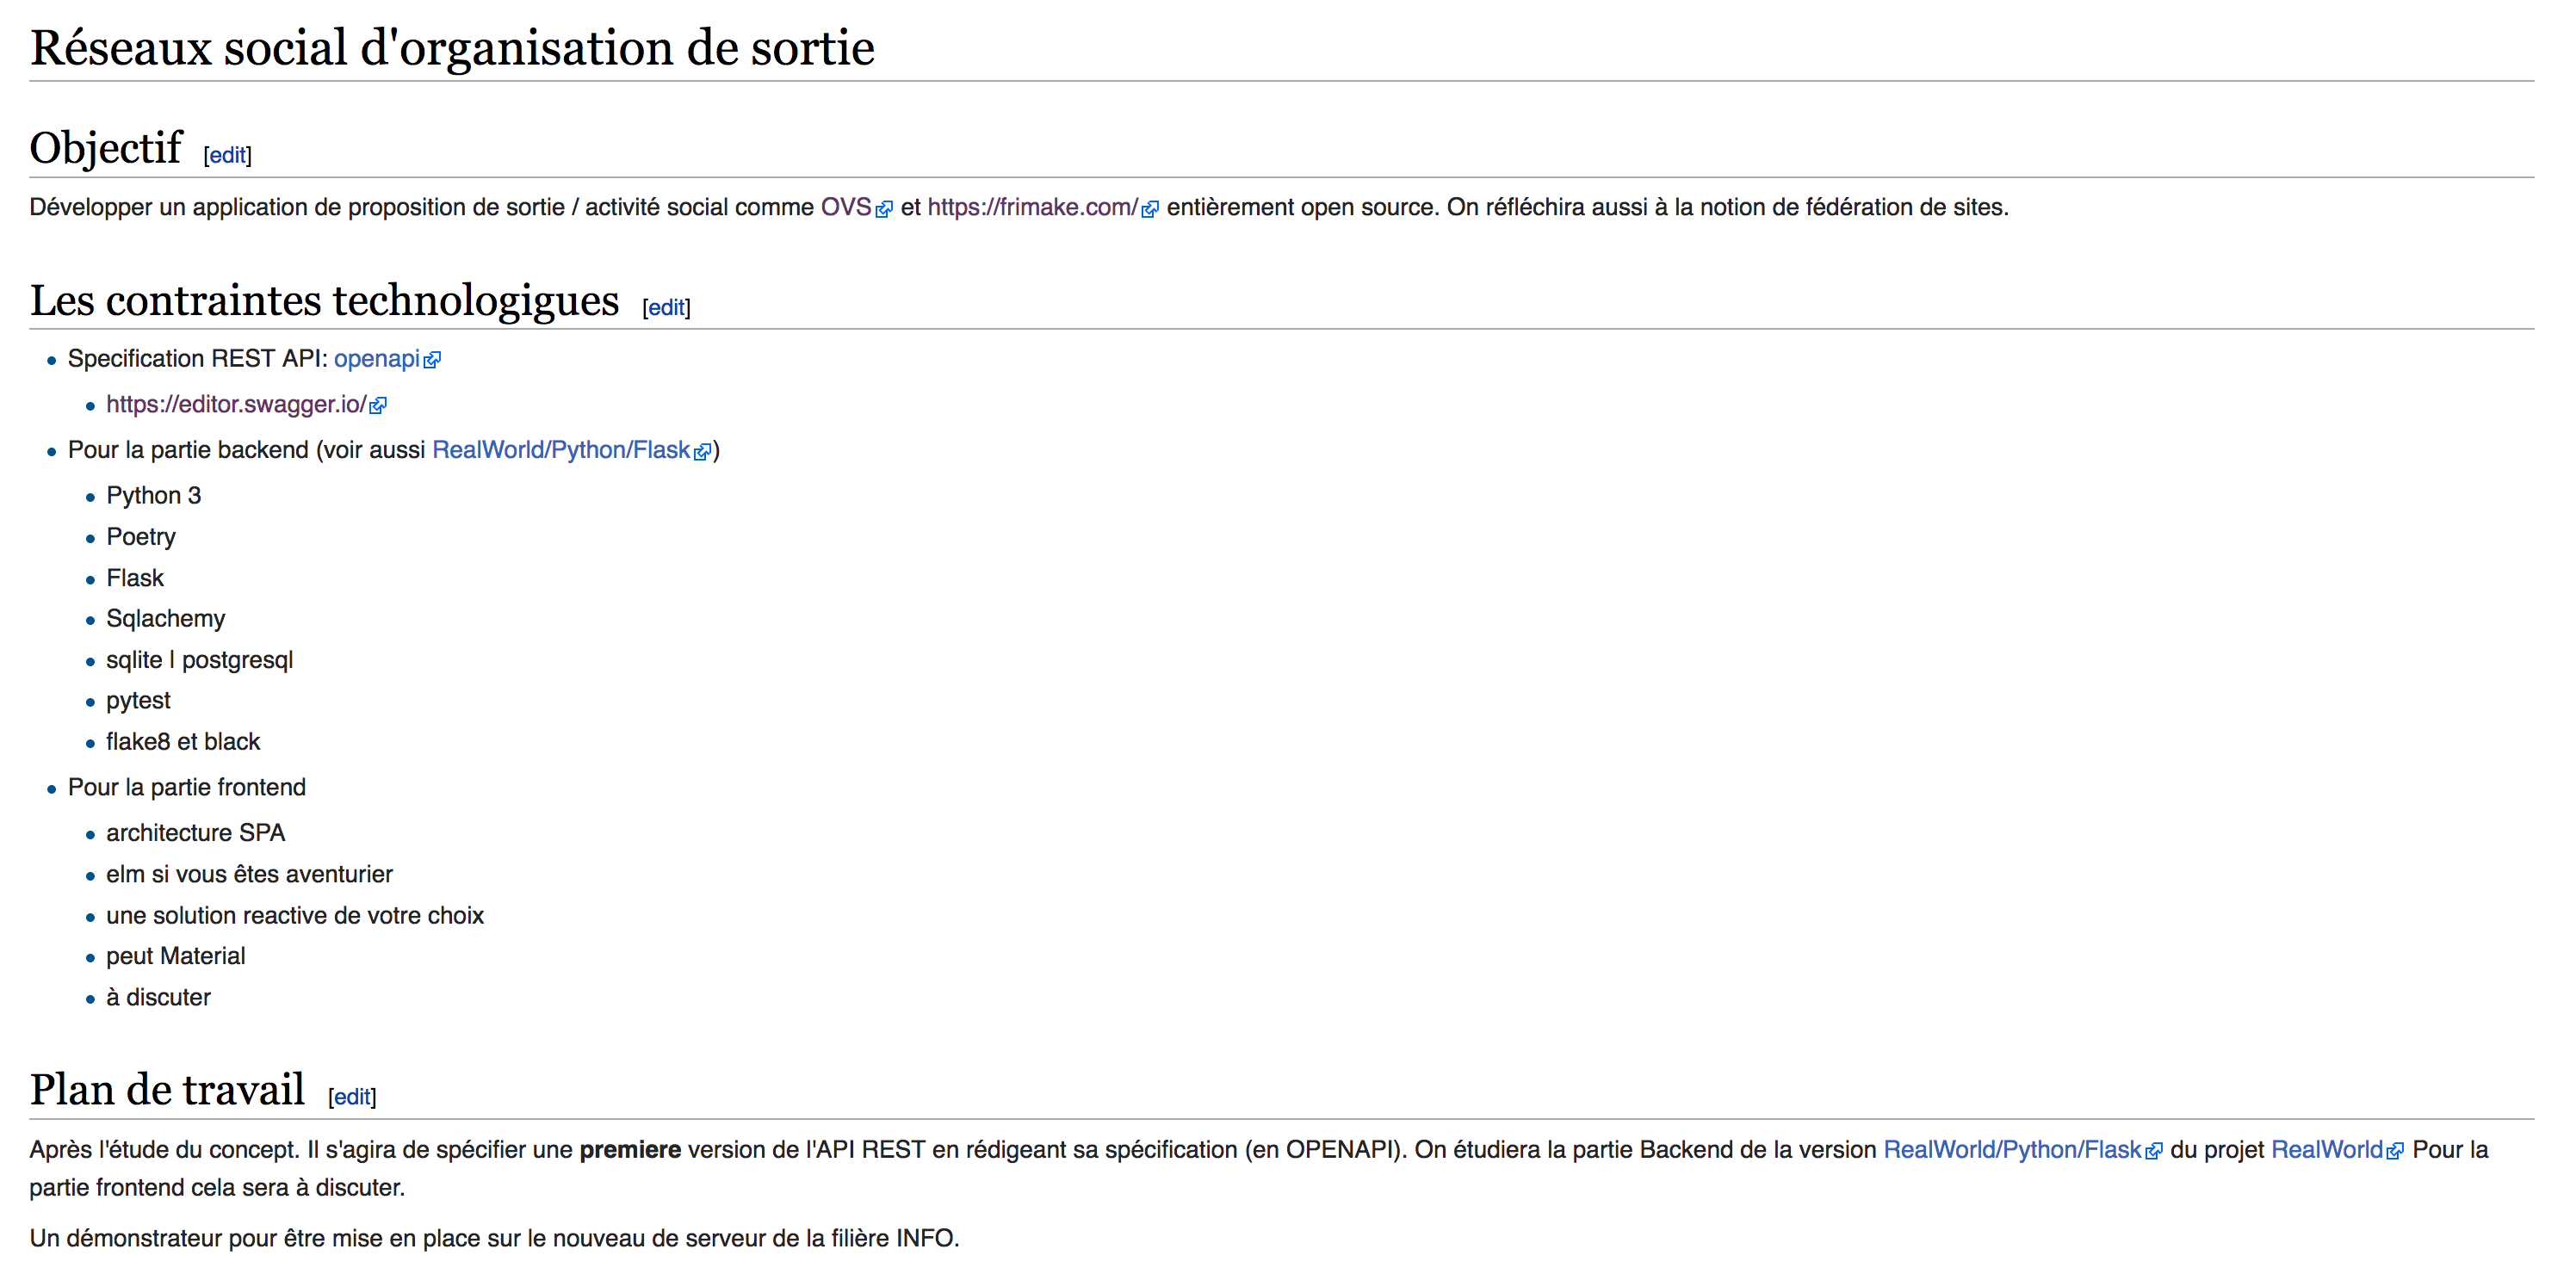 Réseaux social d'organisation de sortie
Objectif [edit]
Développer un application de proposition de sortie / activité social comme OVS et https://frimake.com/ entièrement open source. On réfléchira aussi à la notion de fédération de sites.
Les contraintes technologigues [edit]
Specification REST API: openapi
https://editor.swagger.io/
Pour la partie backend (voir aussi RealWorld/Python/Flask)
Python 3
Poetry
Flask
Sqlachemy
sqlite | postgresql
pytest
flake8 et black
Pour la partie frontend
architecture SPA
elm si vous êtes aventurier
une solution reactive de votre choix
peut Material
à discuter
Plan de travail [edit]
Après l'étude du concept. Il s'agira de spécifier une premiere version de l'API REST en rédigeant sa spécification (en OPENAPI). On étudiera la partie Backend de la version RealWorld/Python/Flask du projet RealWorld Pour la
partie frontend cela sera à discuter.
Un démonstrateur pour être mise en place sur le nouveau de serveur de la filière INFO.